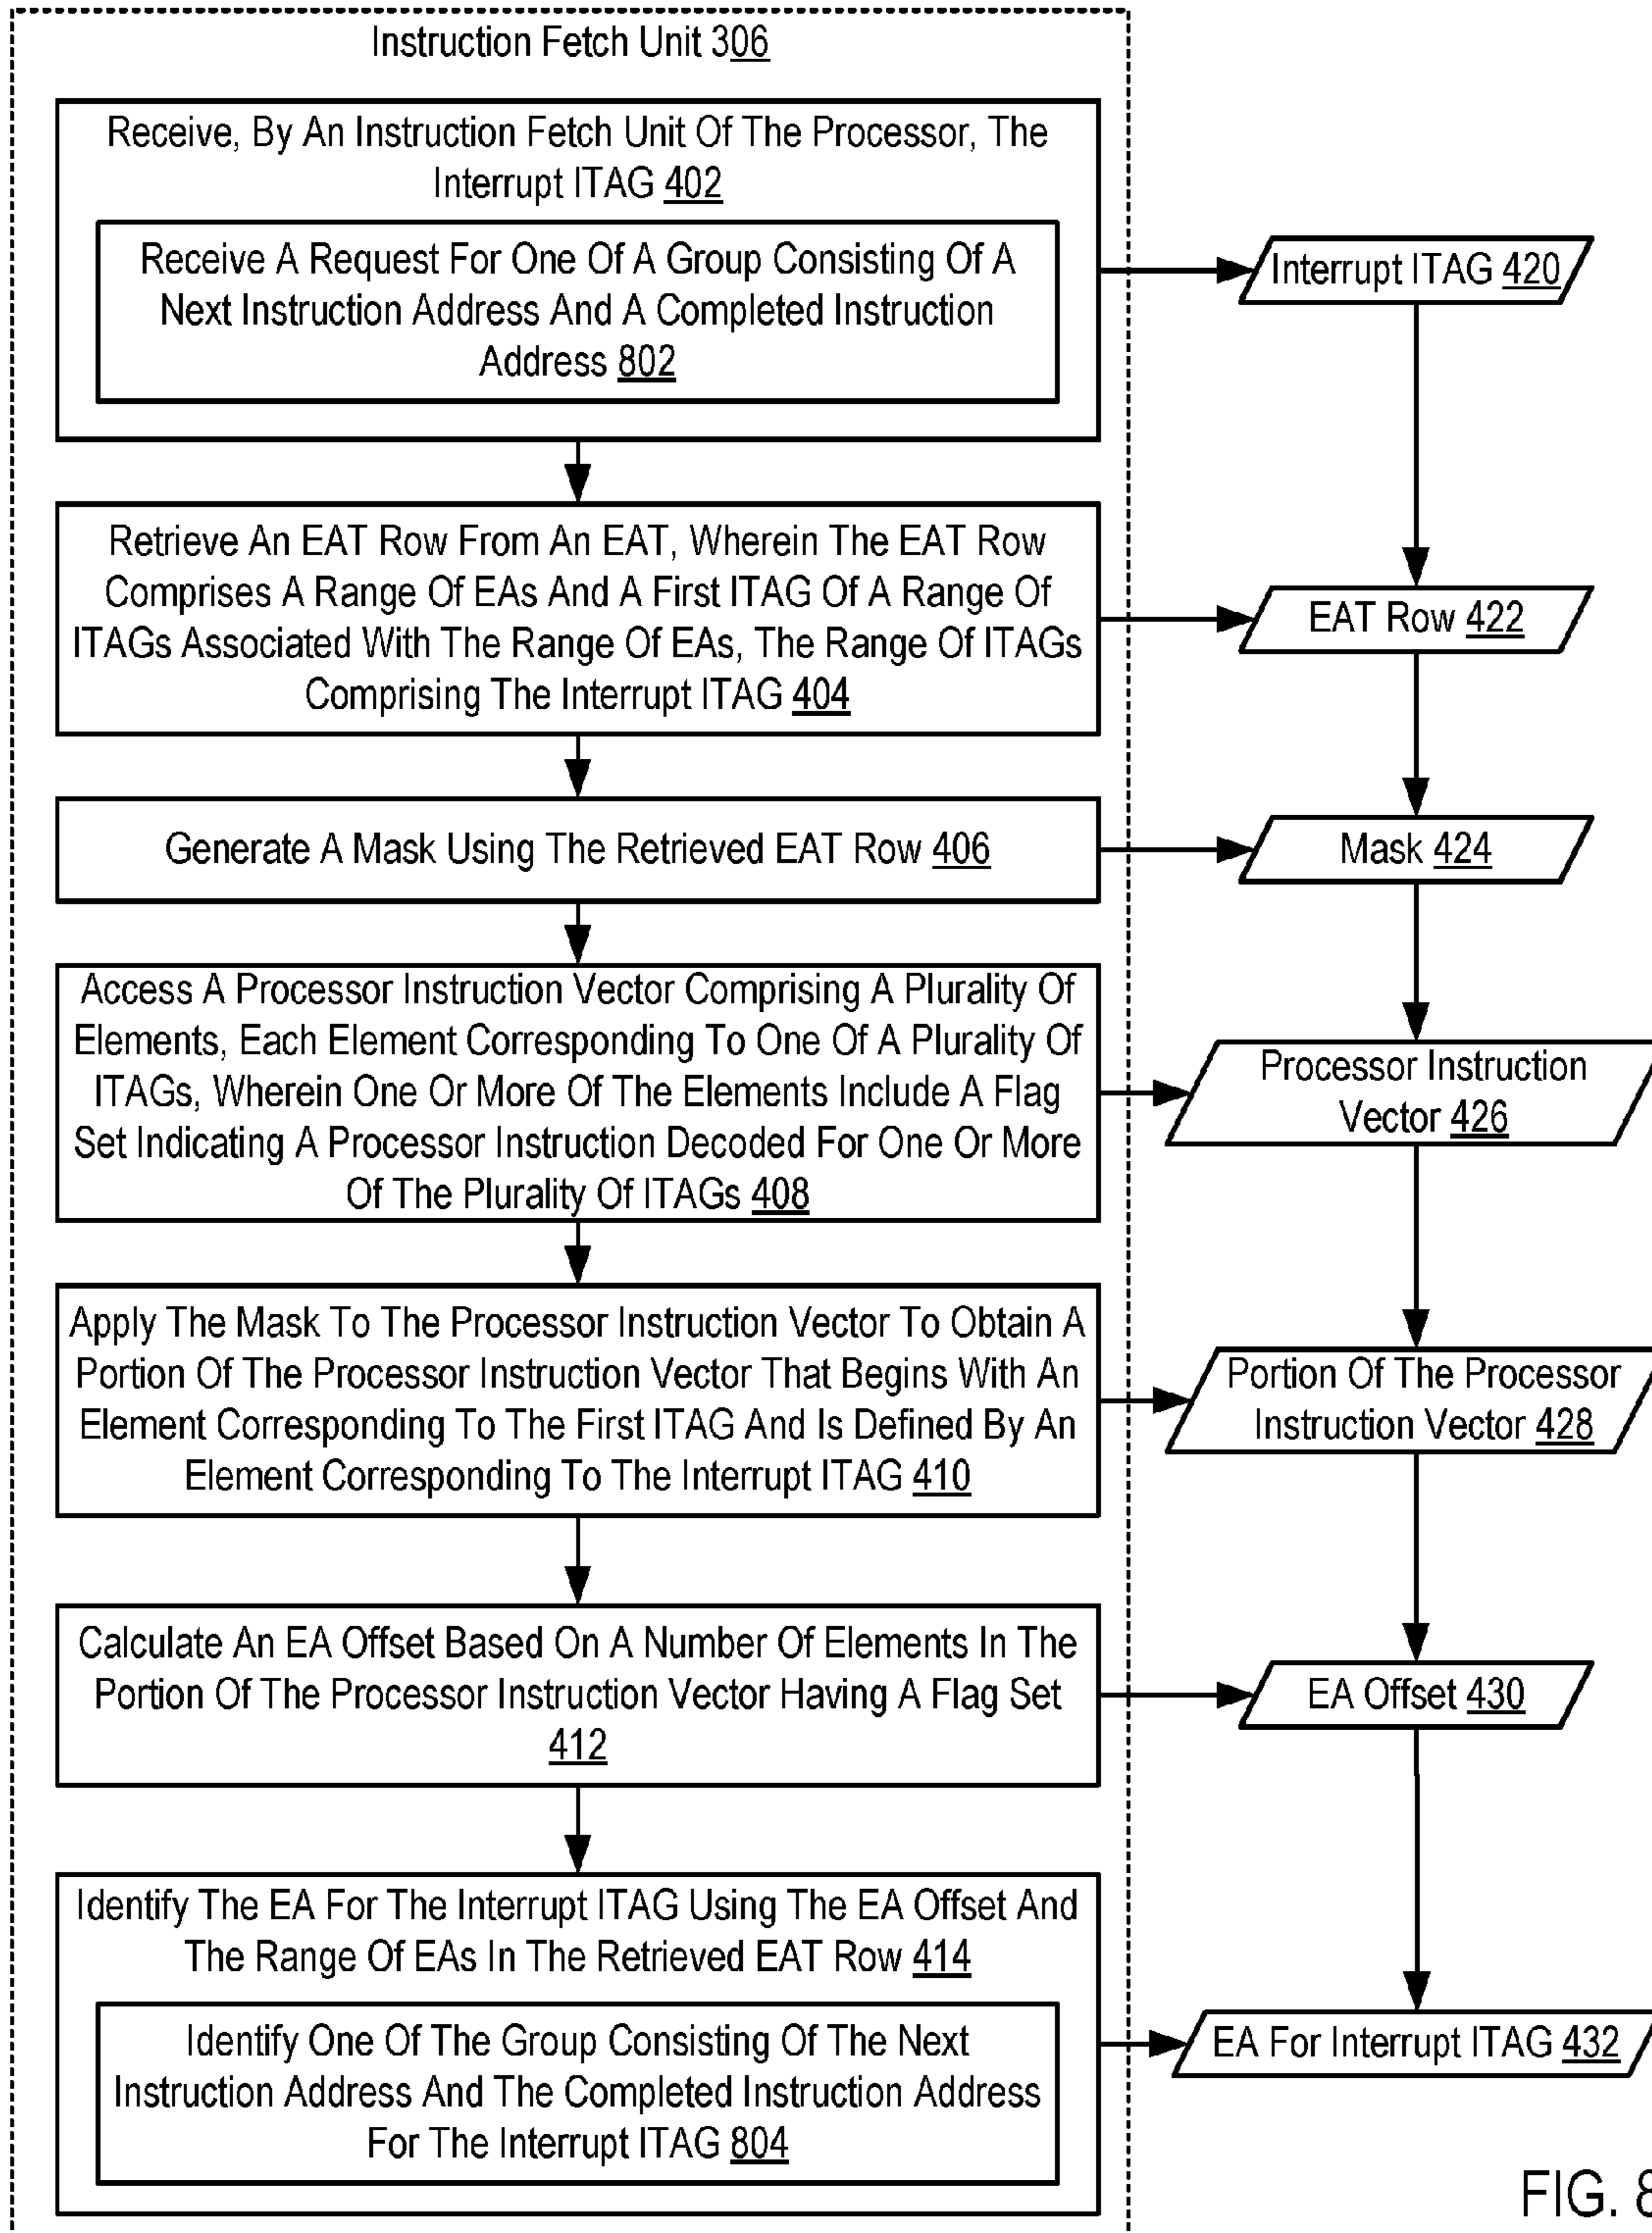 Instruction Fetch Unit 306
Receive, By An Instruction Fetch Unit Of The Processor, The
Interrupt ITAG 402
Receive A Request For One Of A Group Consisting Of A
Next Instruction Address And A Completed Instruction
Address 802
Interrupt ITAG 420
Retrieve An EAT Row From An EAT, Wherein The EAT Row
Comprises A Range Of EAs And A First ITAG Of A Range Of
ITAGs Associated With The Range Of EAs, The Range Of ITAGs
Comprising The Interrupt ITAG 404
EAT Row 422
Generate A Mask Using The Retrieved EAT Row 406
Mask 424
Access A Processor Instruction Vector Comprising A Plurality Of
Elements, Each Element Corresponding To One Of A Plurality Of
ITAGs, Wherein One Or More Of The Elements Include A Flag
Set Indicating A Processor Instruction Decoded For One Or More
Of The Plurality Of ITAGs 408
Processor Instruction
Vector 426
Apply The Mask To The Processor Instruction Vector To Obtain A
Portion Of The Processor Instruction Vector That Begins With An
Element Corresponding To The First ITAG And Is Defined By An
Element Corresponding To The Interrupt ITAG 410
Portion Of The Processor
Instruction Vector 428
Calculate An EA Offset Based On A Number Of Elements In The
Portion Of The Processor Instruction Vector Having A Flag Set
412
EA Offset 430
Identify The EA For The Interrupt ITAG Using The EA Offset And
The Range Of EAs In The Retrieved EAT Row 414
Identify One Of The Group Consisting Of The Next
Instruction Address And The Completed Instruction Address
For The Interrupt ITAG 804
EA For Interrupt ITAG 432
FIG. 8